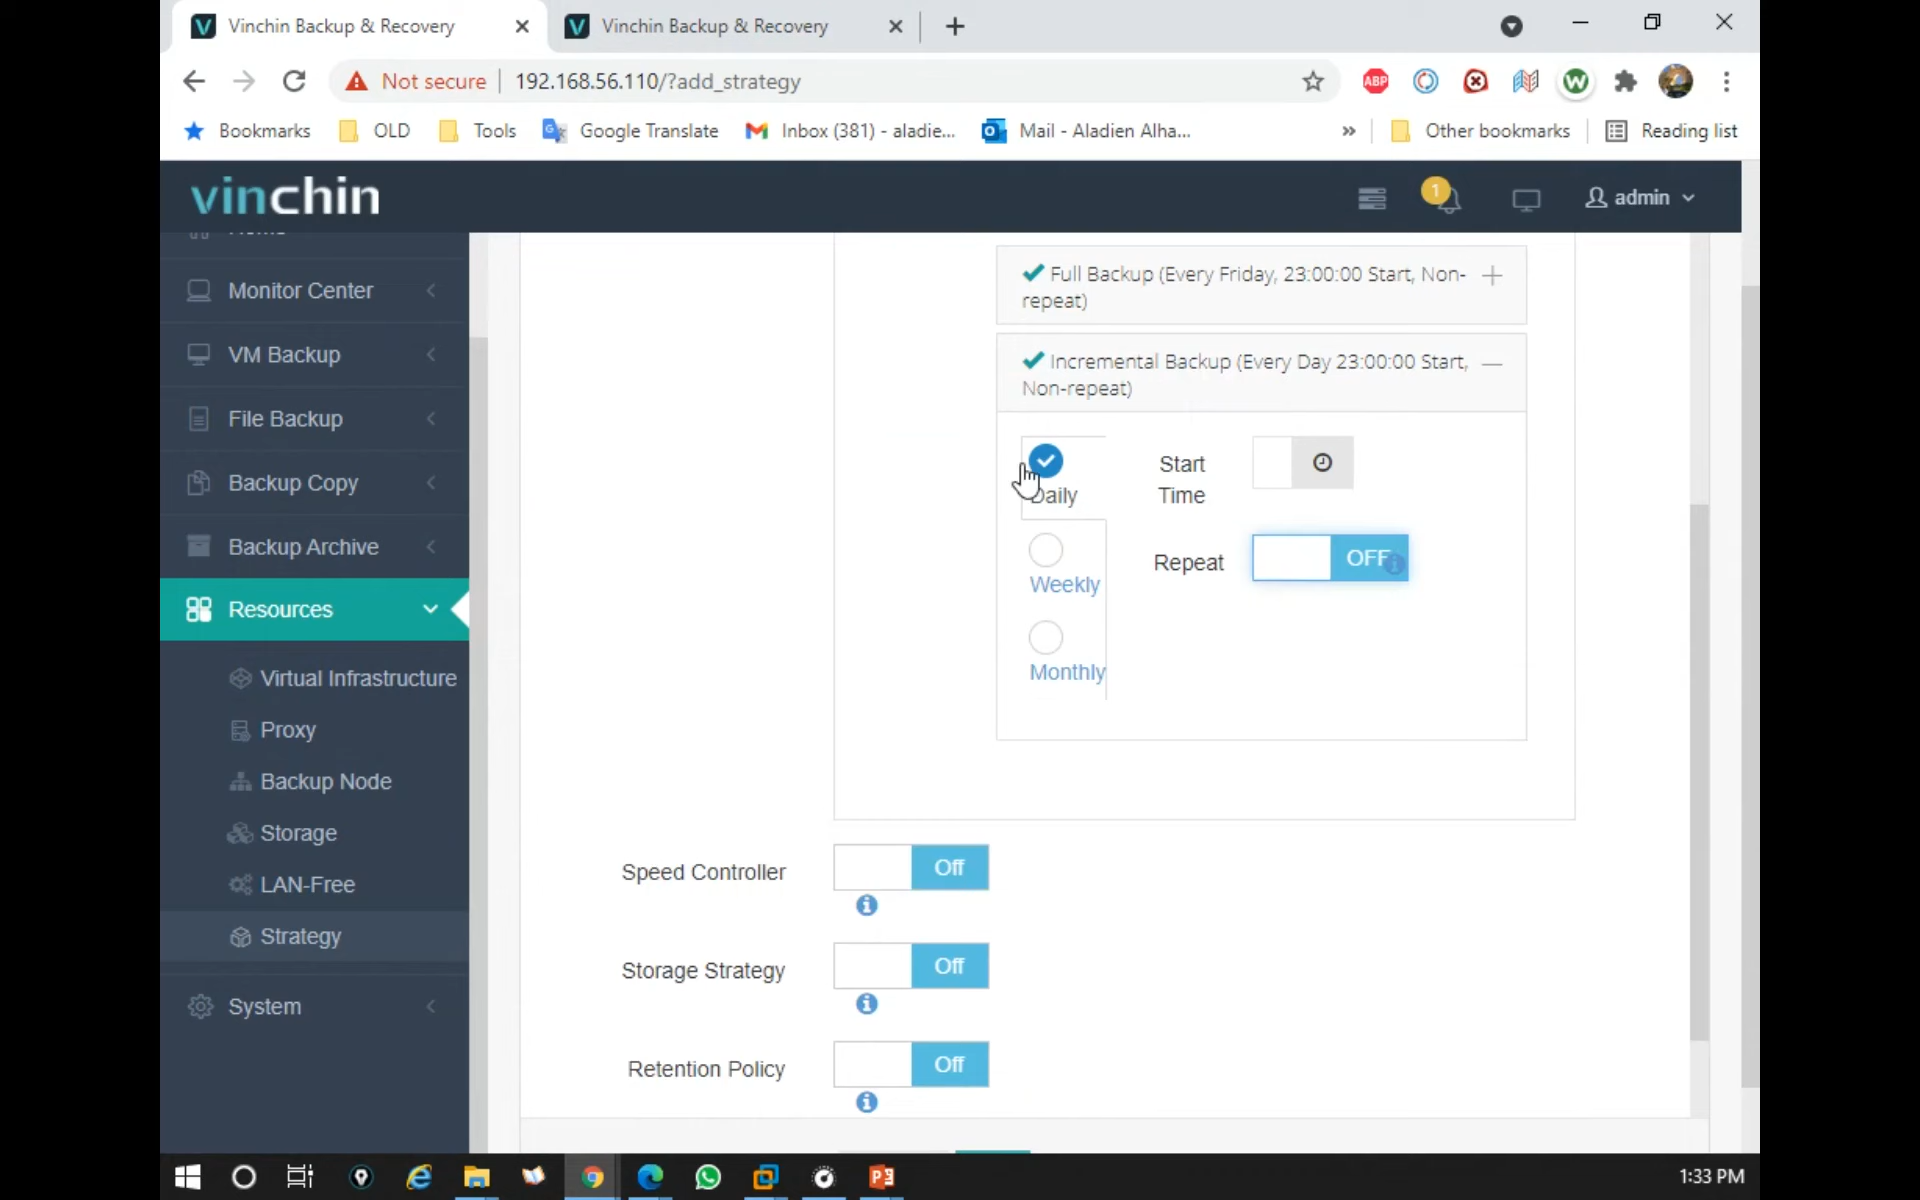 Vinchin Backup & Recovery
Vinchin Backup & Recovery
Not secure
192.168.56.110/?add_strategy
ABP
W
Bookmarks
OLD
Tools
Google Translate
Inbox (381) - aladie...
Mail - Aladien Alha...
»
Other bookmarks
Reading list
vinchin
1
admin
Monitor Center
VM Backup
File Backup
Backup Copy
Backup Archive
Resources
Virtual Infrastructure
Proxy
Backup Node
Storage
LAN-Free
Strategy
System
Full Backup (Every Friday, 23:00:00 Start, Non-
repeat)
Incremental Backup (Every Day 23:00:00 Start,
Non-repeat)
Daily
Weekly
Monthly
Start
Time
Repeat
OFF
Speed Controller
Off
Storage Strategy
Off
Retention Policy
Off
1:33 PM